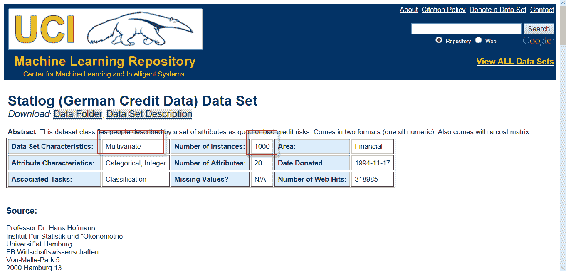 About Citation Policy Donate a Data Set Contact
UCI
Search
Repository Web
Machine Learning Repository
Center for Machine Learning and Intelligent Systems
View ALL Data Sets
Statlog (German Credit Data) Data Set
Download: Data Folder, Data Set Description
Abstract: This dataset classifies people described by a set of attributes as good or bad credit risks. Comes in two formats (one all numeric). Also comes with a cost matrix
Data Set Characteristics: Multivariate Number of Instances: 1000 Area: Financial
Attribute Characteristics: Categorical, Integer Number of Attributes: 20 Date Donated 1994-11-17
Associated Tasks: Classification Missing Values? N/A Number of Web Hits: 318985
Source:
Professor Dr. Hans Hofmann
Institut f"ur Statistik und "Okonometrie
Universit"at Hamburg
FB Wirtschaftswissenschaften
Von-Melle-Park 5
2000 Hamburg 13